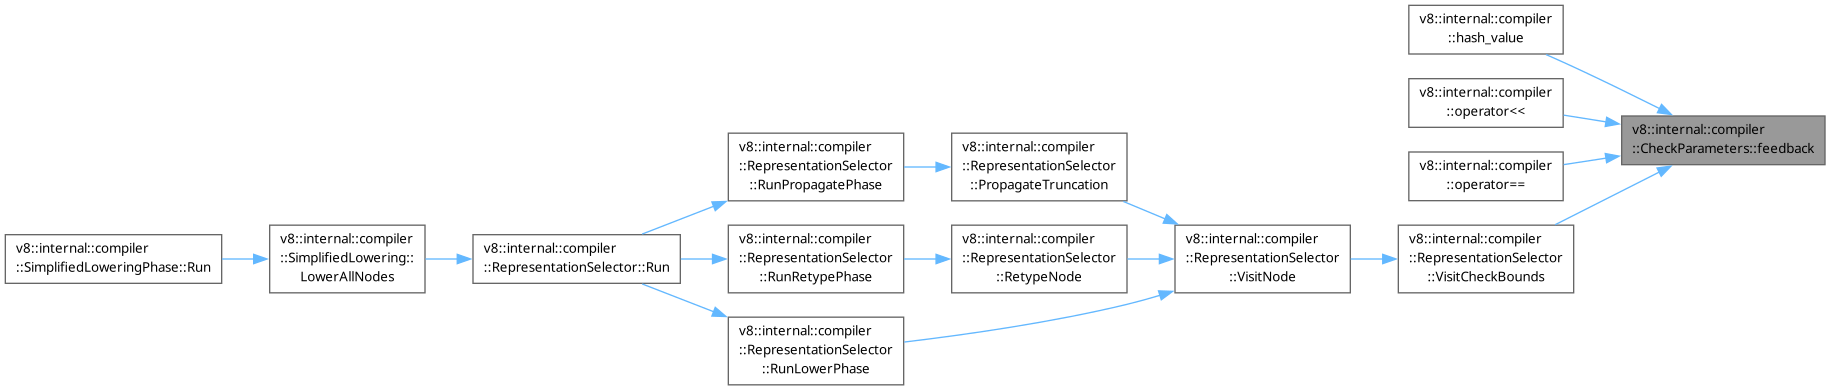 v8::internal::compiler
::SimplifiedLoweringPhase::Run
v8::internal::compiler
::SimplifiedLowering::
LowerAllNodes
v8::internal::compiler
::RepresentationSelector::Run
v8::internal::compiler
::RepresentationSelector
::RunPropagatePhase
v8::internal::compiler
::RepresentationSelector
::RunRetypePhase
v8::internal::compiler
::RepresentationSelector
::RunLowerPhase
v8::internal::compiler
::RepresentationSelector
::PropagateTruncation
v8::internal::compiler
::RepresentationSelector
::RetypeNode
v8::internal::compiler
::RepresentationSelector
::VisitNode
v8::internal::compiler
::hash_value
v8::internal::compiler
::operator<<
v8::internal::compiler
::operator==
v8::internal::compiler
::RepresentationSelector
::VisitCheckBounds
v8::internal::compiler
::CheckParameters::feedback